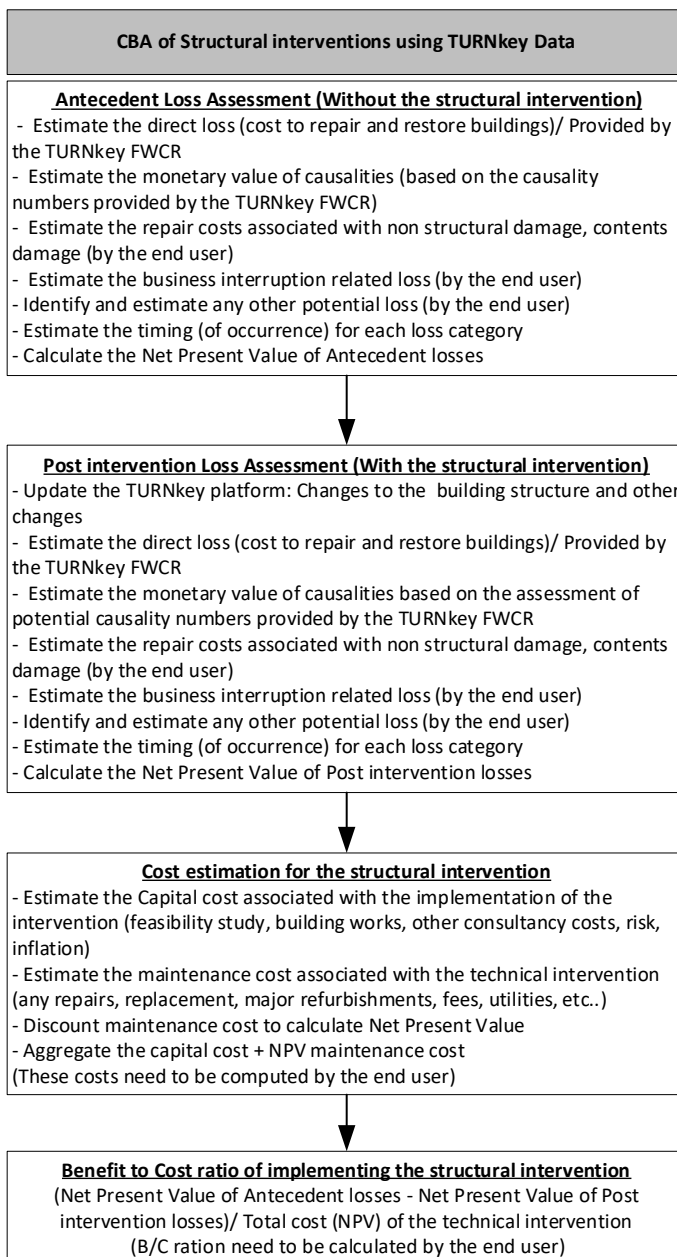 CBA of Structural interventions using TURNkey Data
Antecedent Loss Assessment (Without the structural intervention)
- Estimate the direct loss (cost to repair and restore buildings)/ Provided by
the TURNkey FWCR
- Estimate the monetary value of causalities (based on the causality
numbers provided by the TURNkey FWCR)
- Estimate the repair costs associated with non structural damage, contents
damage (by the end user)
- Estimate the business interruption related loss (by the end user)
- Identify and estimate any other potential loss (by the end user)
- Estimate the timing (of occurrence) for each loss category
- Calculate the Net Present Value of Antecedent losses
Post intervention Loss Assessment (With the structural intervention)
- Update the TURNkey platform: Changes to the building structure and other
changes
- Estimate the direct loss (cost to repair and restore buildings)/ Provided by
the TURNkey FWCR
- Estimate the monetary value of causalities based on the assessment of
potential causality numbers provided by the TURNkey FWCR
- Estimate the repair costs associated with non structural damage, contents
damage (by the end user)
- Estimate the business interruption related loss (by the end user)
- Identify and estimate any other potential loss (by the end user)
- Estimate the timing (of occurrence) for each loss category
- Calculate the Net Present Value of Post intervention losses
Cost estimation for the structural intervention
- Estimate the Capital cost associated with the implementation of the
intervention (feasibility study, building works, other consultancy costs, risk,
inflation)
- Estimate the maintenance cost associated with the technical intervention
(any repairs, replacement, major refurbishments, fees, utilities, etc..)
- Discount maintenance cost to calculate Net Present Value
- Aggregate the capital cost + NPV maintenance cost
(These costs need to be computed by the end user)
Benefit to Cost ratio of implementing the structural intervention
(Net Present Value of Antecedent losses - Net Present Value of Post
intervention losses)/ Total cost (NPV) of the technical intervention
(B/C ration need to be calculated by the end user)